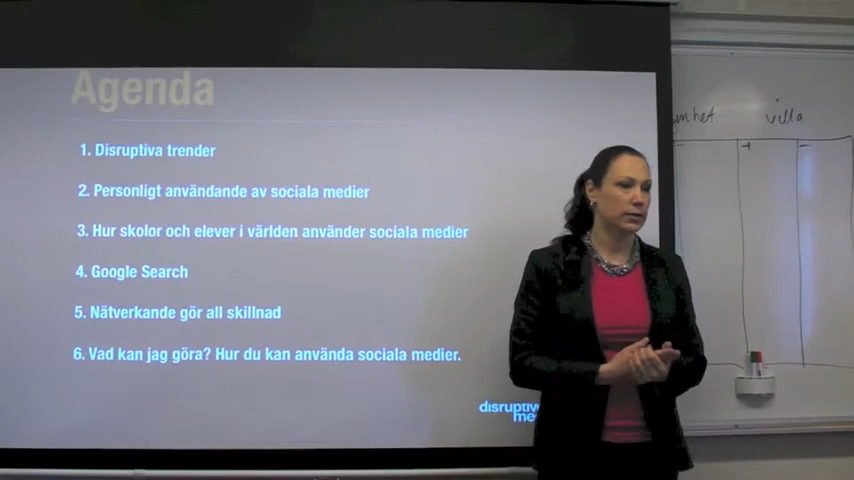 Agenda
1. Disruptiva trender
2. Personligt användande av sociala medier
3. Hur skolor och elever i världen använder sociala medier
4. Google Search
5. Nätverkande gör all skillnad
6. Vad kan jag göra? Hur du kan använda sociala medier.
villa
+